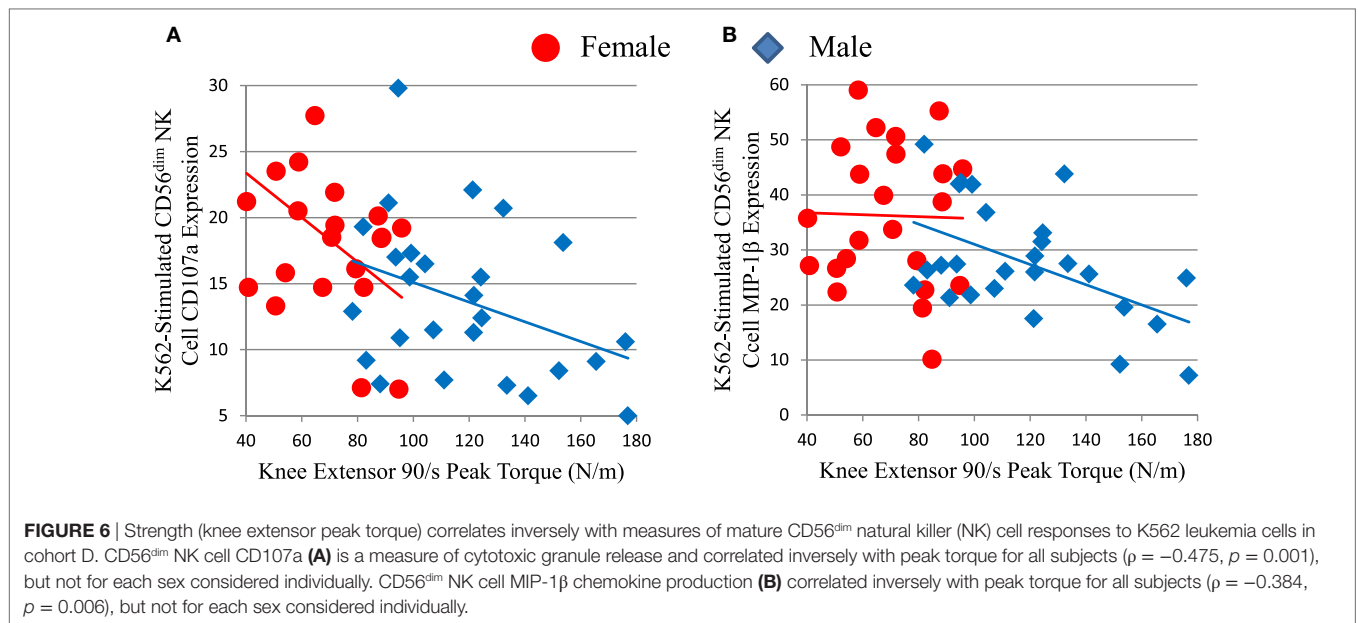 A
B
Female
Male
K562-Stimulated CD56dim NK
Cell CD107a Expression
30
25
20
15
10
5
40 60 80 100 120 140 160 180
Knee Extensor 90/s Peak Torque (N/m)
K562-Stimulated CD56dim NK
Ccell MIP-1β Expression
60
50
40
30
20
10
0
40 60 80 100 120 140 160 180
Knee Extensor 90/s Peak Torque (N/m)
FIGURE 6 | Strength (knee extensor peak torque) correlates inversely with measures of mature CD56dim natural killer (NK) cell responses to K562 leukemia cells in
cohort D. CD56dim NK cell CD107a (A) is a measure of cytotoxic granule release and correlated inversely with peak torque for all subjects (ρ = −0.475, p = 0.001),
but not for each sex considered individually. CD56dim NK cell MIP-1β chemokine production (B) correlated inversely with peak torque for all subjects (ρ = −0.384,
p = 0.006), but not for each sex considered individually.